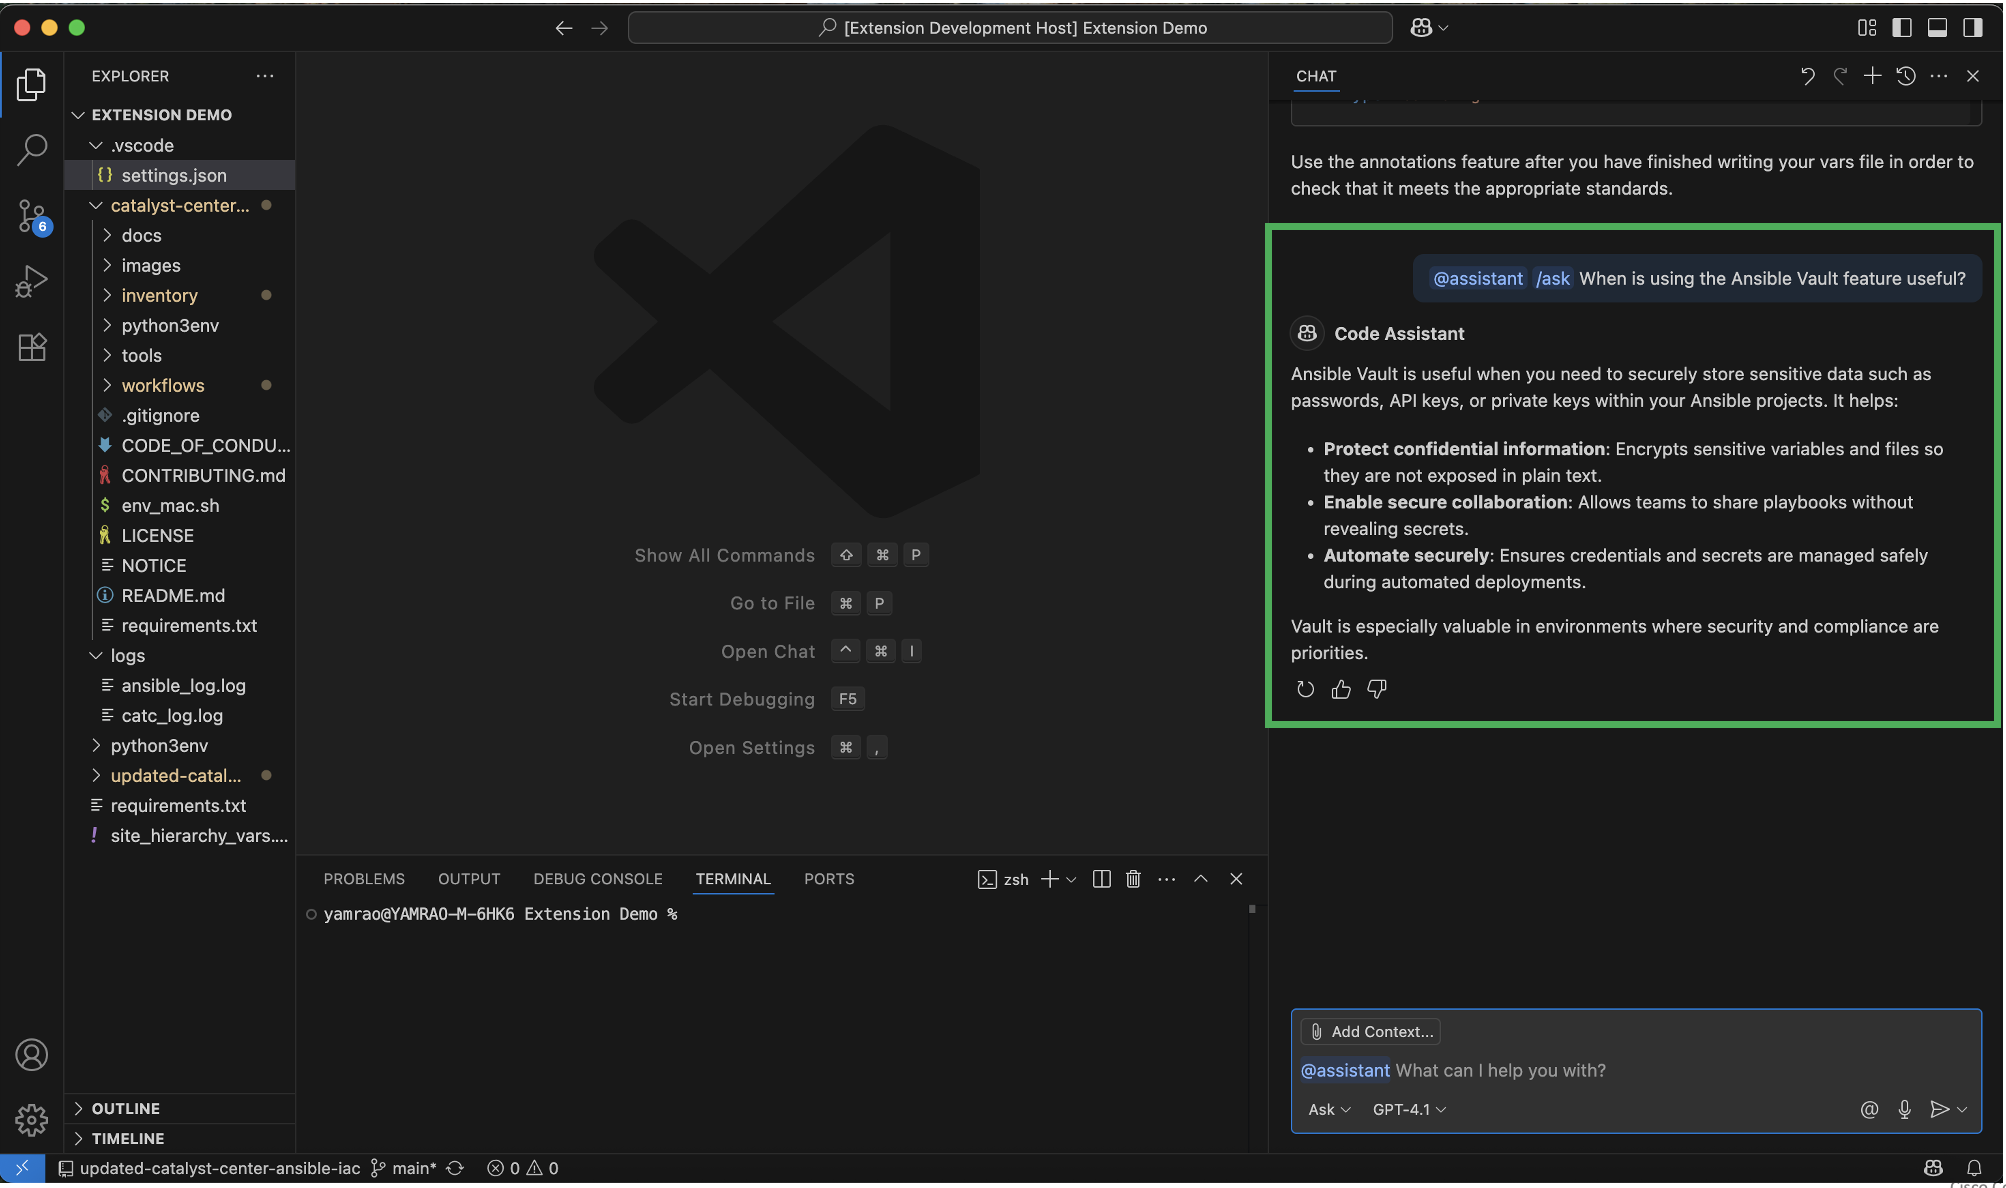 [Extension Development Host] Extension Demo
EXPLORER
EXTENSION DEMO
.vscode
{} settings.json
catalyst-center...
docs
images
inventory
python3env
tools
workflows
.gitignore
CODE_OF_CONDU...
CONTRIBUTING.md
$ env_mac.sh
LICENSE
NOTICE
README.md
requirements.txt
logs
ansible_log.log
catc_log.log
python3env
updated-catal...
requirements.txt
! site_hierarchy_vars....
OUTLINE
TIMELINE
6
Show All Commands ⇧ ⌘ P
Go to File ⌘ P
Open Chat ^ ⌘ I
Start Debugging F5
Open Settings ⌘ ,
PROBLEMS OUTPUT DEBUG CONSOLE TERMINAL PORTS
zsh
yamrao@YAMRAO-M-6HK6 Extension Demo %
CHAT
Use the annotations feature after you have finished writing your vars file in order to
check that it meets the appropriate standards.
@assistant /ask When is using the Ansible Vault feature useful?
Code Assistant
Ansible Vault is useful when you need to securely store sensitive data such as
passwords, API keys, or private keys within your Ansible projects. It helps:
• Protect confidential information: Encrypts sensitive variables and files so
they are not exposed in plain text.
• Enable secure collaboration: Allows teams to share playbooks without
revealing secrets.
• Automate securely: Ensures credentials and secrets are managed safely
during automated deployments.
Vault is especially valuable in environments where security and compliance are
priorities.
Add Context...
@assistant What can I help you with?
Ask GPT-4.1
@
updated-catalyst-center-ansible-iac main* 0 0